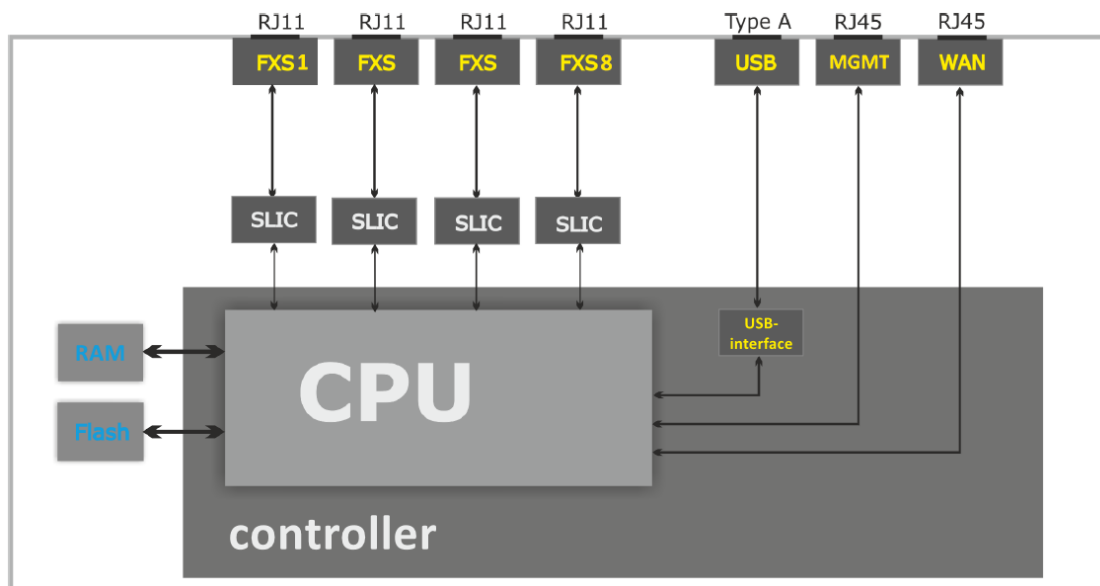 RJ11 RJ11 RJ11 RJ11 Type A RJ45 RJ45
FXS1 FXS FXS FXS8 USB MGMT WAN
SLIC SLIC SLIC SLIC
USB-
interface
RAM
CPU
Flash
controller